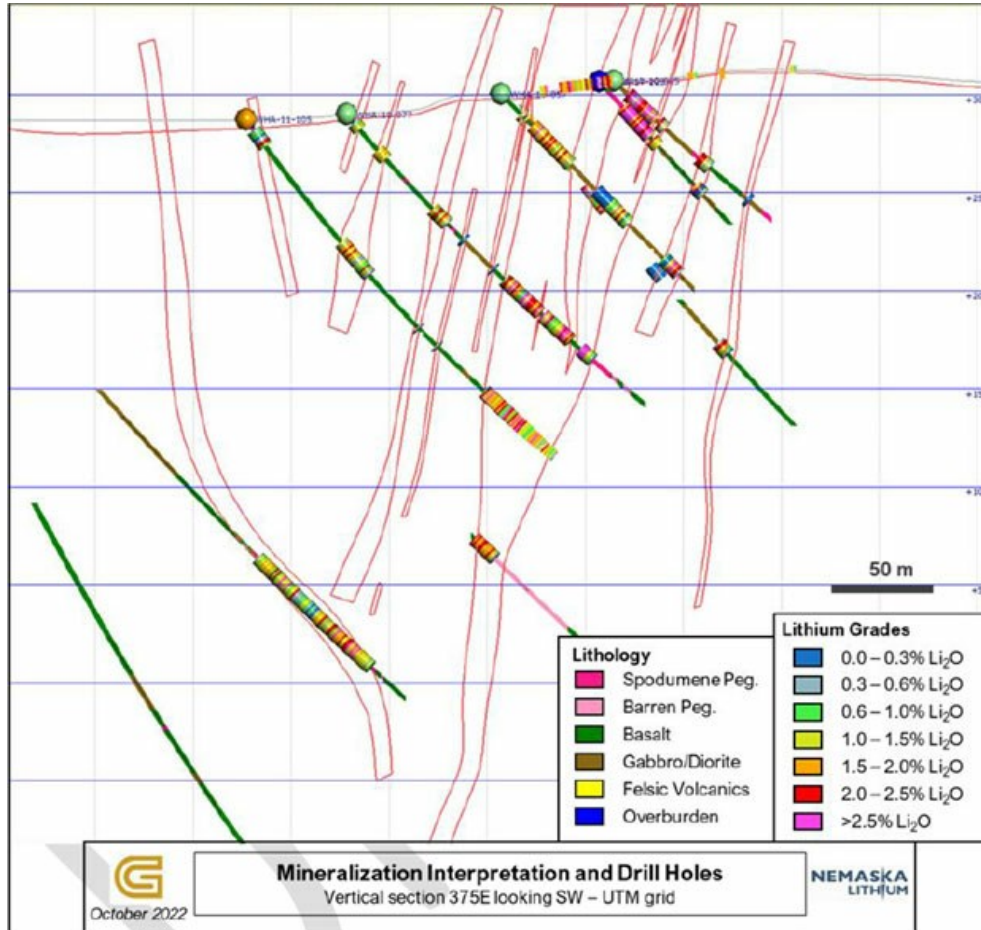 WHA-11-105
50 m
Lithology
Spodumene Peg.
Barren Peg.
Basalt
Gabbro/Diorite
Felsic Volcanics
Overburden
Lithium Grades
0.0 – 0.3% Li₂O
0.3 – 0.6% Li₂O
0.6 – 1.0% Li₂O
1.0 – 1.5% Li₂O
1.5 – 2.0% Li₂O
2.0 – 2.5% Li₂O
>2.5% Li₂O
G
October 2022
Mineralization Interpretation and Drill Holes
Vertical section 375E looking SW – UTM grid
NEMASKA
LITHIUM